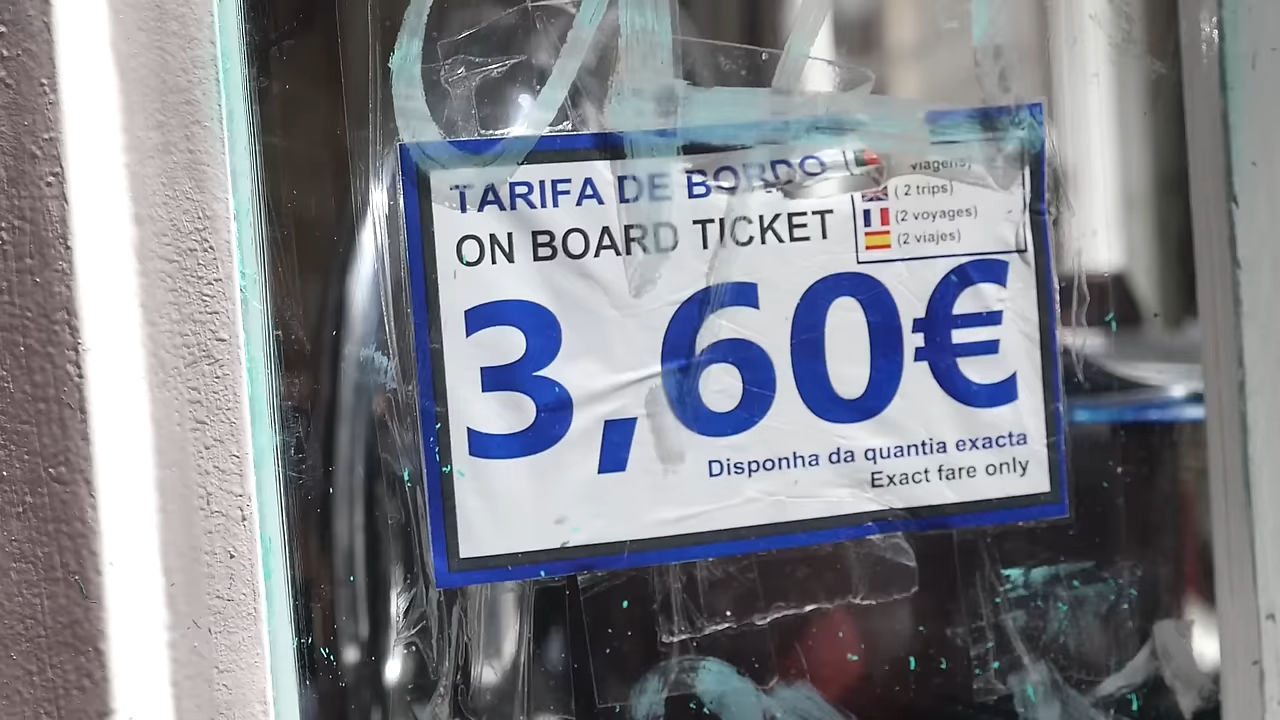 TARIFA DE BORDO
ON BOARD TICKET
viagens)
( 2 trips)
(2 voyages)
(2 viajes)
3,60€
Disponha da quantia exacta
Exact fare only